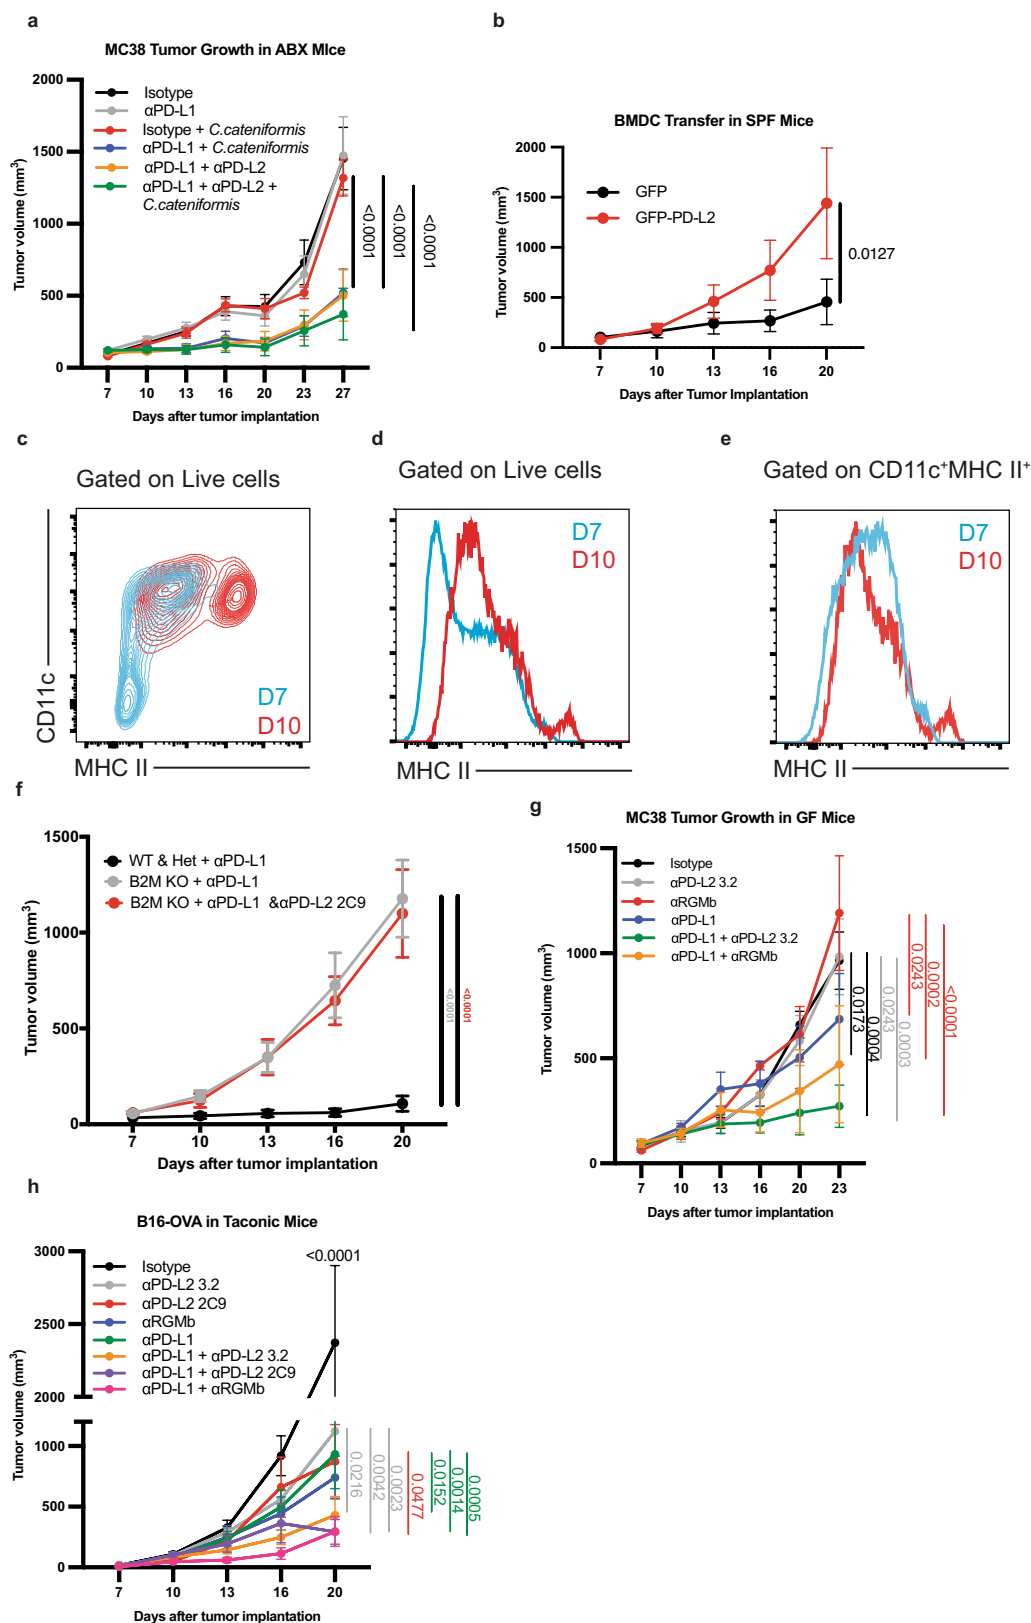 a
MC38 Tumor Growth in ABX MIce
2000
1500
1000
500
0
Tumor volume (mm³)
Isotype
αPD-L1
Isotype + C.cateniformis
αPD-L1 + C.cateniformis
αPD-L1 + αPD-L2
αPD-L1 + αPD-L2 +
C.cateniformis
<0.0001
<0.0001
<0.0001
7 10 13 16 20 23 27
Days after tumor implantation
b
BMDC Transfer in SPF Mice
2000
1500
1000
500
0
Tumor volume (mm³)
GFP
GFP-PD-L2
0.0127
7 10 13 16 20
Days after Tumor Implantation
c
Gated on Live cells
CD11c
D7
D10
MHC II
d
Gated on Live cells
D7
D10
MHC II
e
Gated on CD11c⁺MHC II⁺
D7
D10
MHC II
f
1500
1000
500
0
Tumor volume (mm³)
WT & Het + αPD-L1
B2M KO + αPD-L1
B2M KO + αPD-L1 &αPD-L2 2C9
<0.0001
<0.0001
7 10 13 16 20
Days after tumor implantation
g
MC38 Tumor Growth in GF Mice
1500
1000
500
0
Tumor volume (mm³)
Isotype
αPD-L2 3.2
αRGMb
αPD-L1
αPD-L1 + αPD-L2 3.2
αPD-L1 + αRGMb
0.0173
0.0004
0.0243
0.0003
0.0243
0.0002
<0.0001
7 10 13 16 20 23
Days after tumor implantation
h
B16-OVA in Taconic Mice
3000
2500
2000
1000
500
0
Tumor volume (mm³)
Isotype
αPD-L2 3.2
αPD-L2 2C9
αRGMb
αPD-L1
αPD-L1 + αPD-L2 3.2
αPD-L1 + αPD-L2 2C9
αPD-L1 + αRGMb
<0.0001
0.0216
0.0042
0.0023
0.0477
0.0152
0.0014
0.0005
7 10 13 16 20
Days after tumor implantation